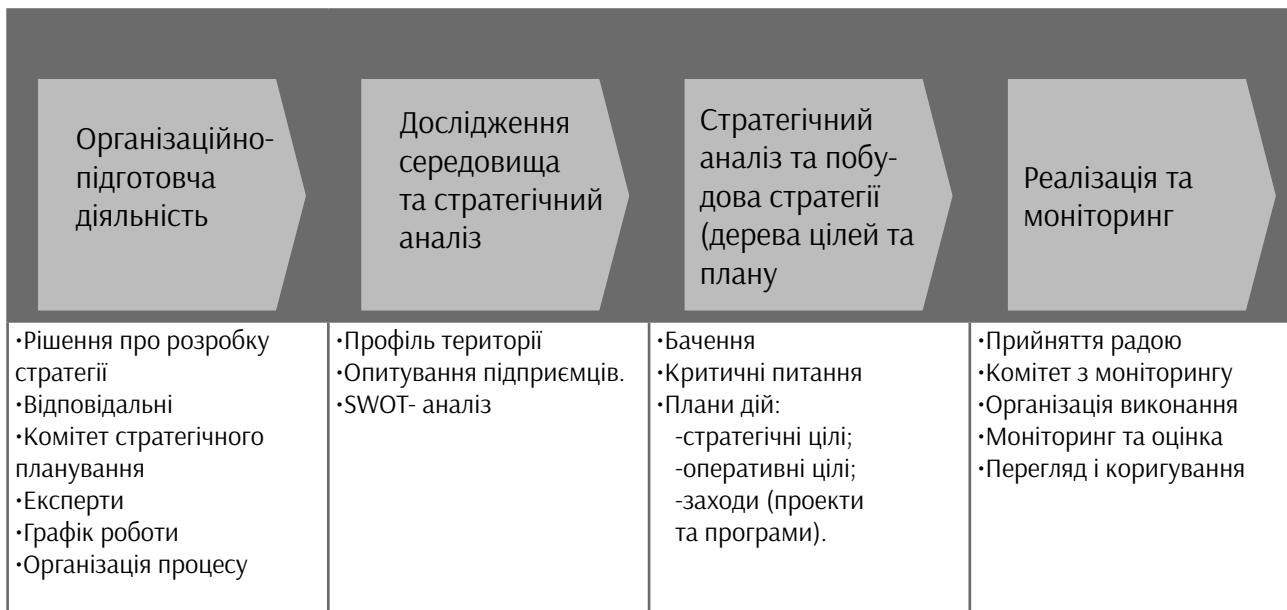 Організаційно-
підготовча
діяльність
Дослідження
середовища
та стратегічний
аналіз
Стратегічний
аналіз та побу-
дова стратегії
(дерева цілей та
плану
Реалізація та
моніторинг
•Рішення про розробку
стратегії
•Відповідальні
•Комітет стратегічного
планування
•Експерти
•Графік роботи
•Організація процесу
•Профіль території
•Опитування підприємців.
•SWOT- аналіз
•Бачення
•Критичні питання
•Плани дій:
-стратегічні цілі;
-оперативні цілі;
-заходи (проекти
та програми).
•Прийняття радою
•Комітет з моніторингу
•Організація виконання
•Моніторинг та оцінка
•Перегляд і коригування